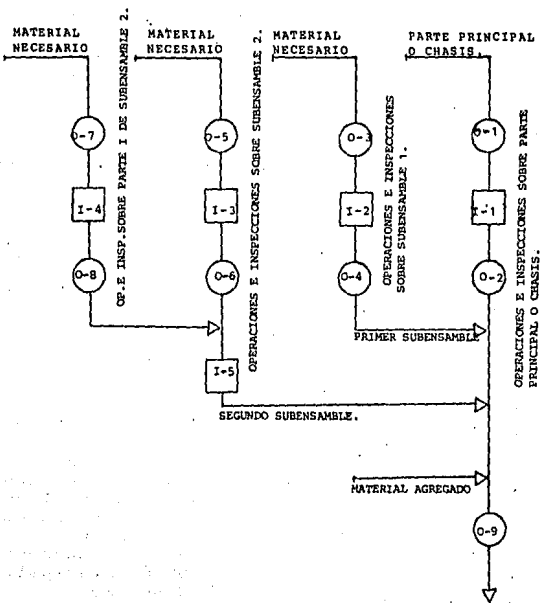 MATERIAL
NECESARIO
O-7
I-4
O-8
OP.E INSP.SOBRE PARTE I DE SUBENSAMBLE 2.
MATERIAL
NECESARIO
O-5
I-3
O-6
I-5
OPERACIONES E INSPECCIONES SOBRE SUBENSAMBLE 2.
SEGUNDO SUBENSAMBLE.
MATERIAL
NECESARIO
O-3
I-2
O-4
OPERACIONES E INSPECCIONES
SOBRE SUBENSAMBLE 1.
PRIMER SUBENSAMBLE
PARTE PRINCIPAL
O CHASIS.
O-1
I-1
O-2
OPERACIONES E INSPECCIONES SOBRE PARTE
PRINCIPAL O CHASIS.
MATERIAL AGREGADO
O-9